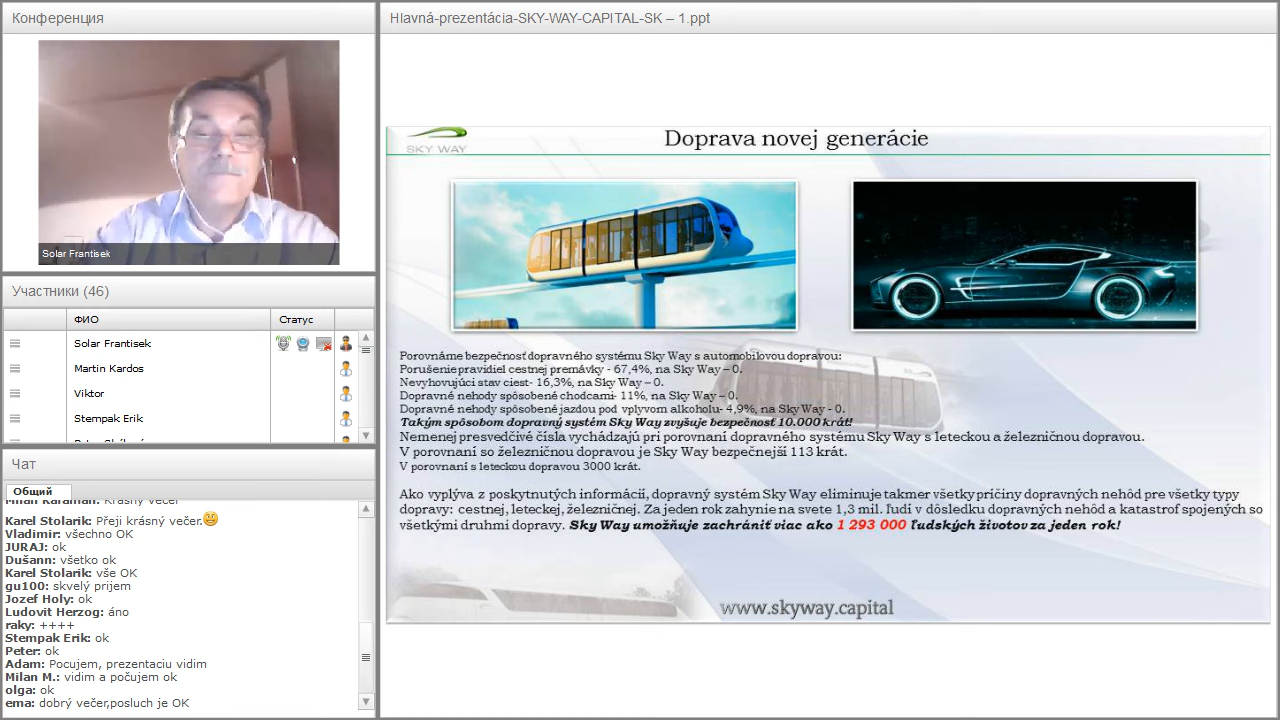 Конференция
Solar Frantisek
Участники (46)
ФИО
Статус
Solar Frantisek
Martin Kardos
Viktor
Stempak Erik
Чат
Общий
Milan Karaman: Krásny večer
Karel Stolarik: Přeji krásný večer.
Vladimir: všechno OK
JURAJ: ok
Dušann: všetko ok
Karel Stolarik: vše OK
gu100: skvelý prijem
Jozef Holy: ok
Ludovit Herzog: áno
raky: ++++
Stempak Erik: ok
Peter: ok
Adam: Pocujem, prezentaciu vidim
Milan M.: vidim a počujem ok
olga: ok
ema: dobrý večer,posluch je OK
Hlavná-prezentácia-SKY-WAY-CAPITAL-SK – 1.ppt
SKY WAY
Doprava novej generácie
Porovnáme bezpečnosť dopravného systému Sky Way s automobilovou dopravou:
Porušenie pravidiel cestnej premávky - 67,4%, na Sky Way – 0.
Nevyhovujúci stav ciest- 16,3%, na Sky Way – 0.
Dopravné nehody spôsobené chodcami- 11%, na Sky Way – 0.
Dopravné nehody spôsobené jazdou pod vplyvom alkoholu- 4,9%, na SkyWay - 0.
Takým spôsobom dopravný systém Sky Way zvyšuje bezpečnosť 10.000 krát!
Nemenej presvedčivé čísla vychádzajú pri porovnaní dopravného systému Sky Way s leteckou a železničnou dopravou.
V porovnaní so železničnou dopravou je Sky Way bezpečnejší 113 krát.
V porovnaní s leteckou dopravou 3000 krát.
Ako vyplýva z poskytnutých informácií, dopravný systém Sky Way eliminuje takmer všetky príčiny dopravných nehôd pre všetky typy
dopravy: cestnej, leteckej, železničnej. Za jeden rok zahynie na svete 1,3 mil. ľudí v dôsledku dopravných nehôd a katastrof spojených so
všetkými druhmi dopravy. Sky Way umožňuje zachrániť viac ako 1 293 000 ľudských životov za jeden rok!
www.skyway.capital